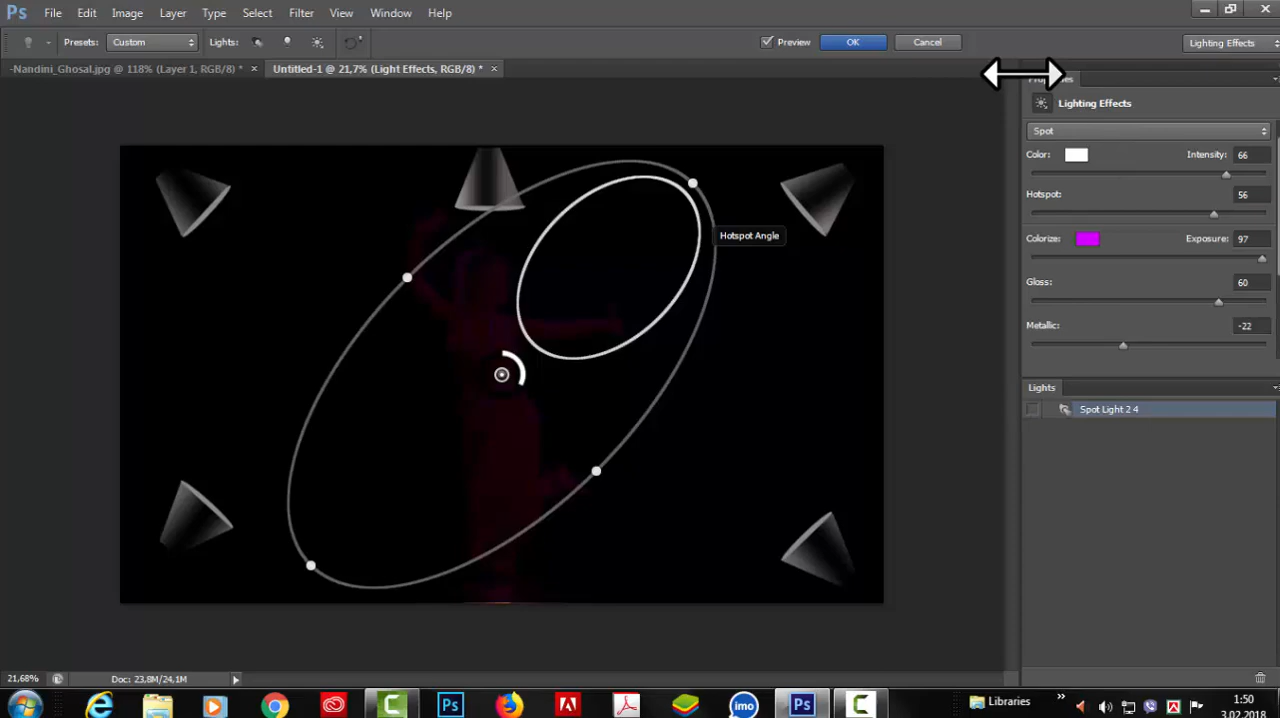 Ps File Edit Image Layer Type Select Filter View Window Help
Presets: Custom Lights: Preview OK Cancel Lighting Effects
-Nandini_Ghosal.jpg @ 118% (Layer 1, RGB/8) * × Untitled-1 @ 21,7% (Light Effects, RGB/8) * ×
Lighting Effects
Spot
Color: Intensity: 66
Hotspot: 56
Hotspot Angle
Colorize: Exposure: 97
Gloss: 60
Metallic: -22
Lights
Spot Light 2 4
21,68% Doc: 23,8M/24,1M
Ps imo Ps Libraries »
1:50
3.02.2018